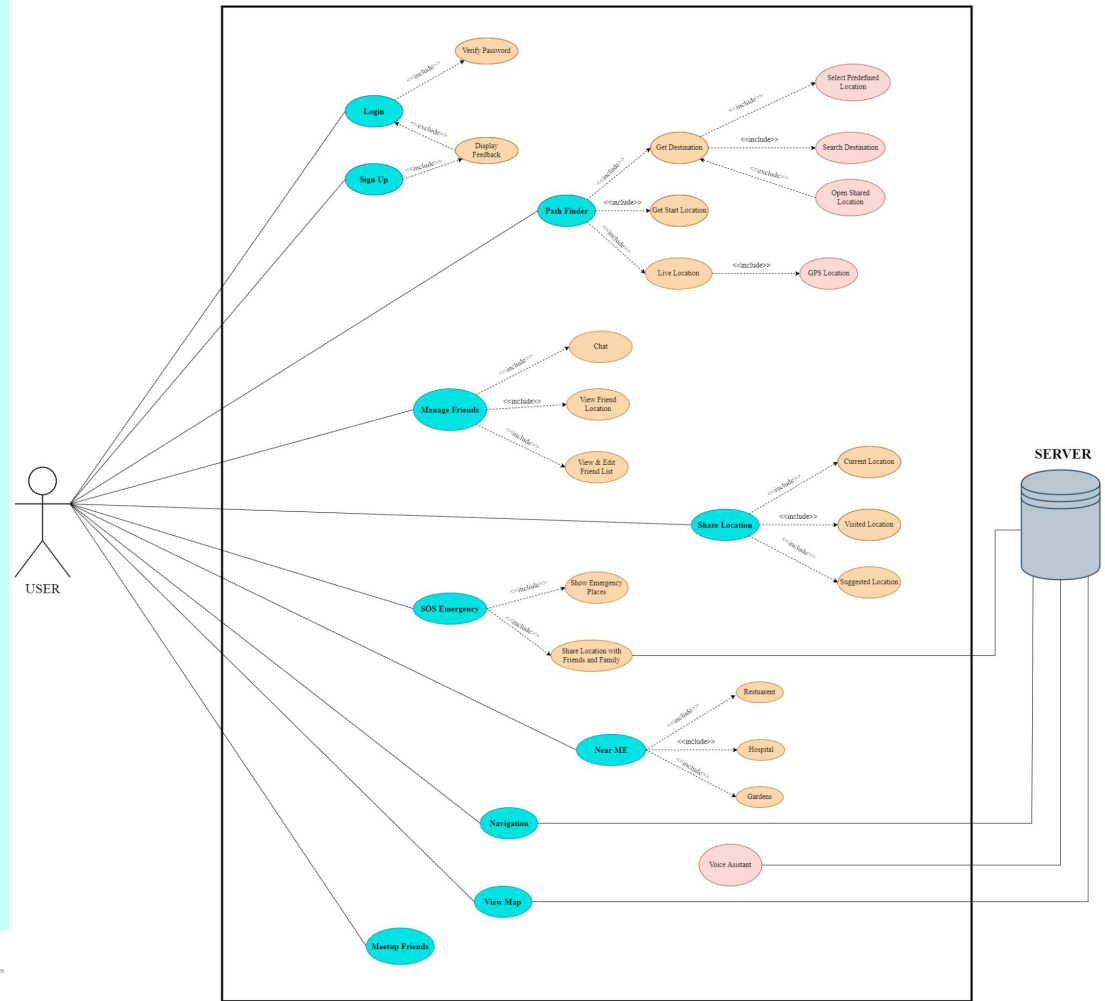 Verify Password
<<include>>
Login
<<exclude>>
Display
Feedback
Sign Up
<<include>>
Select Predefined
Location
<<include>>
Get Destination
<<include>>
Search Destination
<<exclude>>
Open Shared
Location
<<include>>
Path Finder
<<include>>
Get Start Location
<<include>>
Live Location
<<include>>
GPS Location
Chat
<<include>>
Manage Friends
<<include>>
View Friend
Location
<<include>>
View & Edit
Friend List
Current Location
<<include>>
Share Location
<<include>>
Visited Location
<<include>>
Suggested Location
SERVER
USER
SOS Emergency
<<include>>
Show Emergency
Places
<<include>>
Share Location with
Friends and Family
Restuarent
<<include>>
Near ME
<<include>>
Hospital
<<include>>
Gardens
Navigation
Voice Asistant
View Map
Meetup Friends